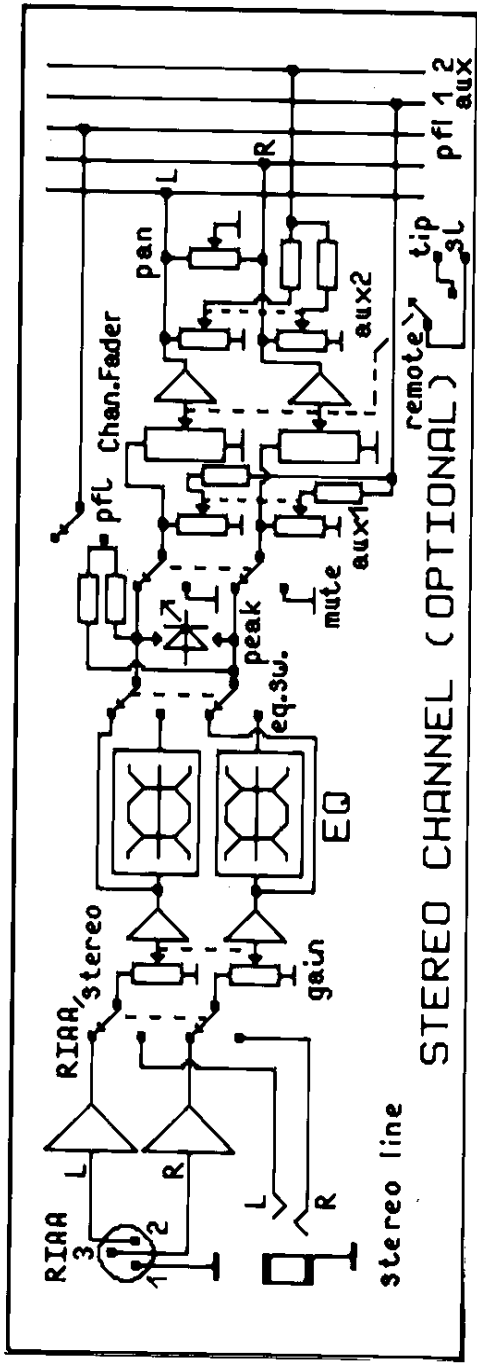 RIAA
3
2
1
L
R
RIAA/stereo
L
R
stereo line
gain
EQ
eq.sw.
peak
pfl
mute
aux1
Chan.Fader
aux2
pan
L
R
pfl 1 2
aux
remote
tip
sl
STEREO CHANNEL (OPTIONAL)